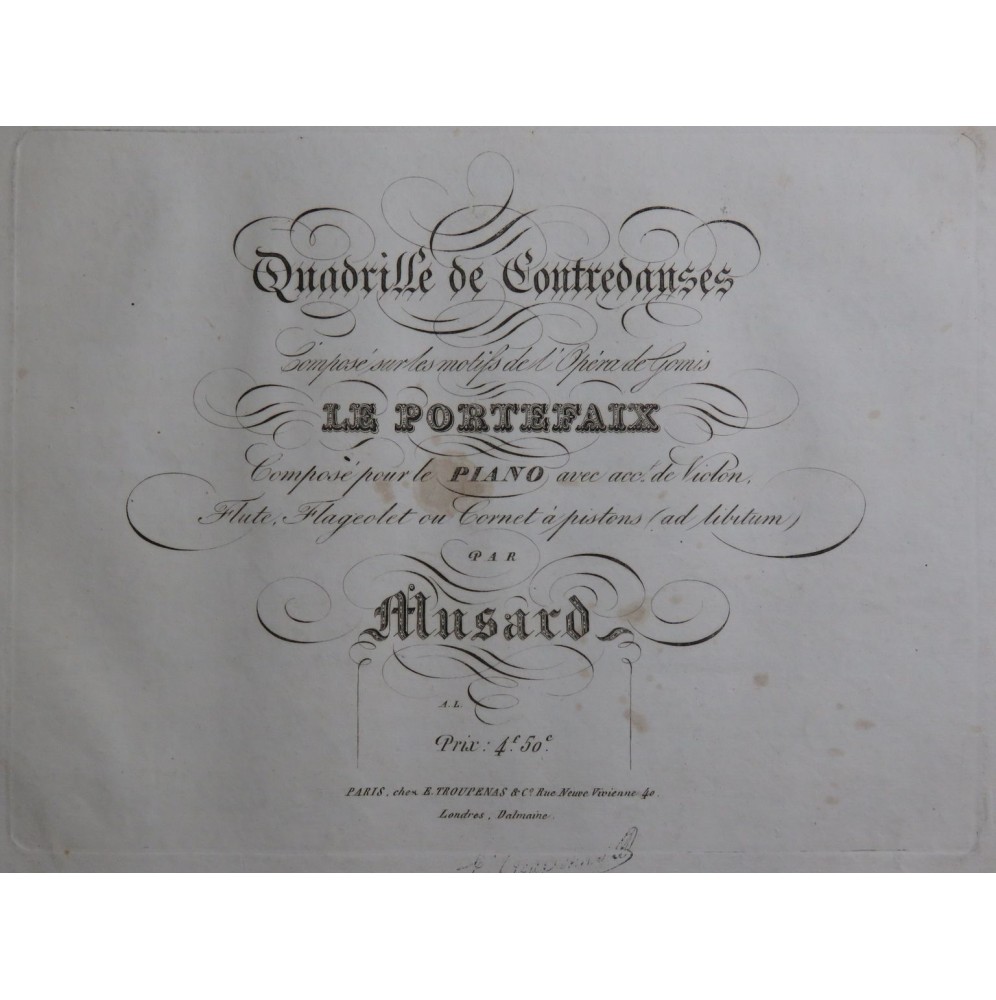 Quadrille de Contredanses
Composé sur les motifs de l'Opéra de Gomis
LE PORTEFAIX
Composé pour le PIANO avec acct. de Violon,
Flute, Flageolet ou Cornet à pistons (ad libitum)
PAR
Musard
A.L.
Prix: 4f. 50c.
PARIS, chez E. TROUPENAS & Co. Rue Neuve Vivienne 40.
Londres, Dalmaine.